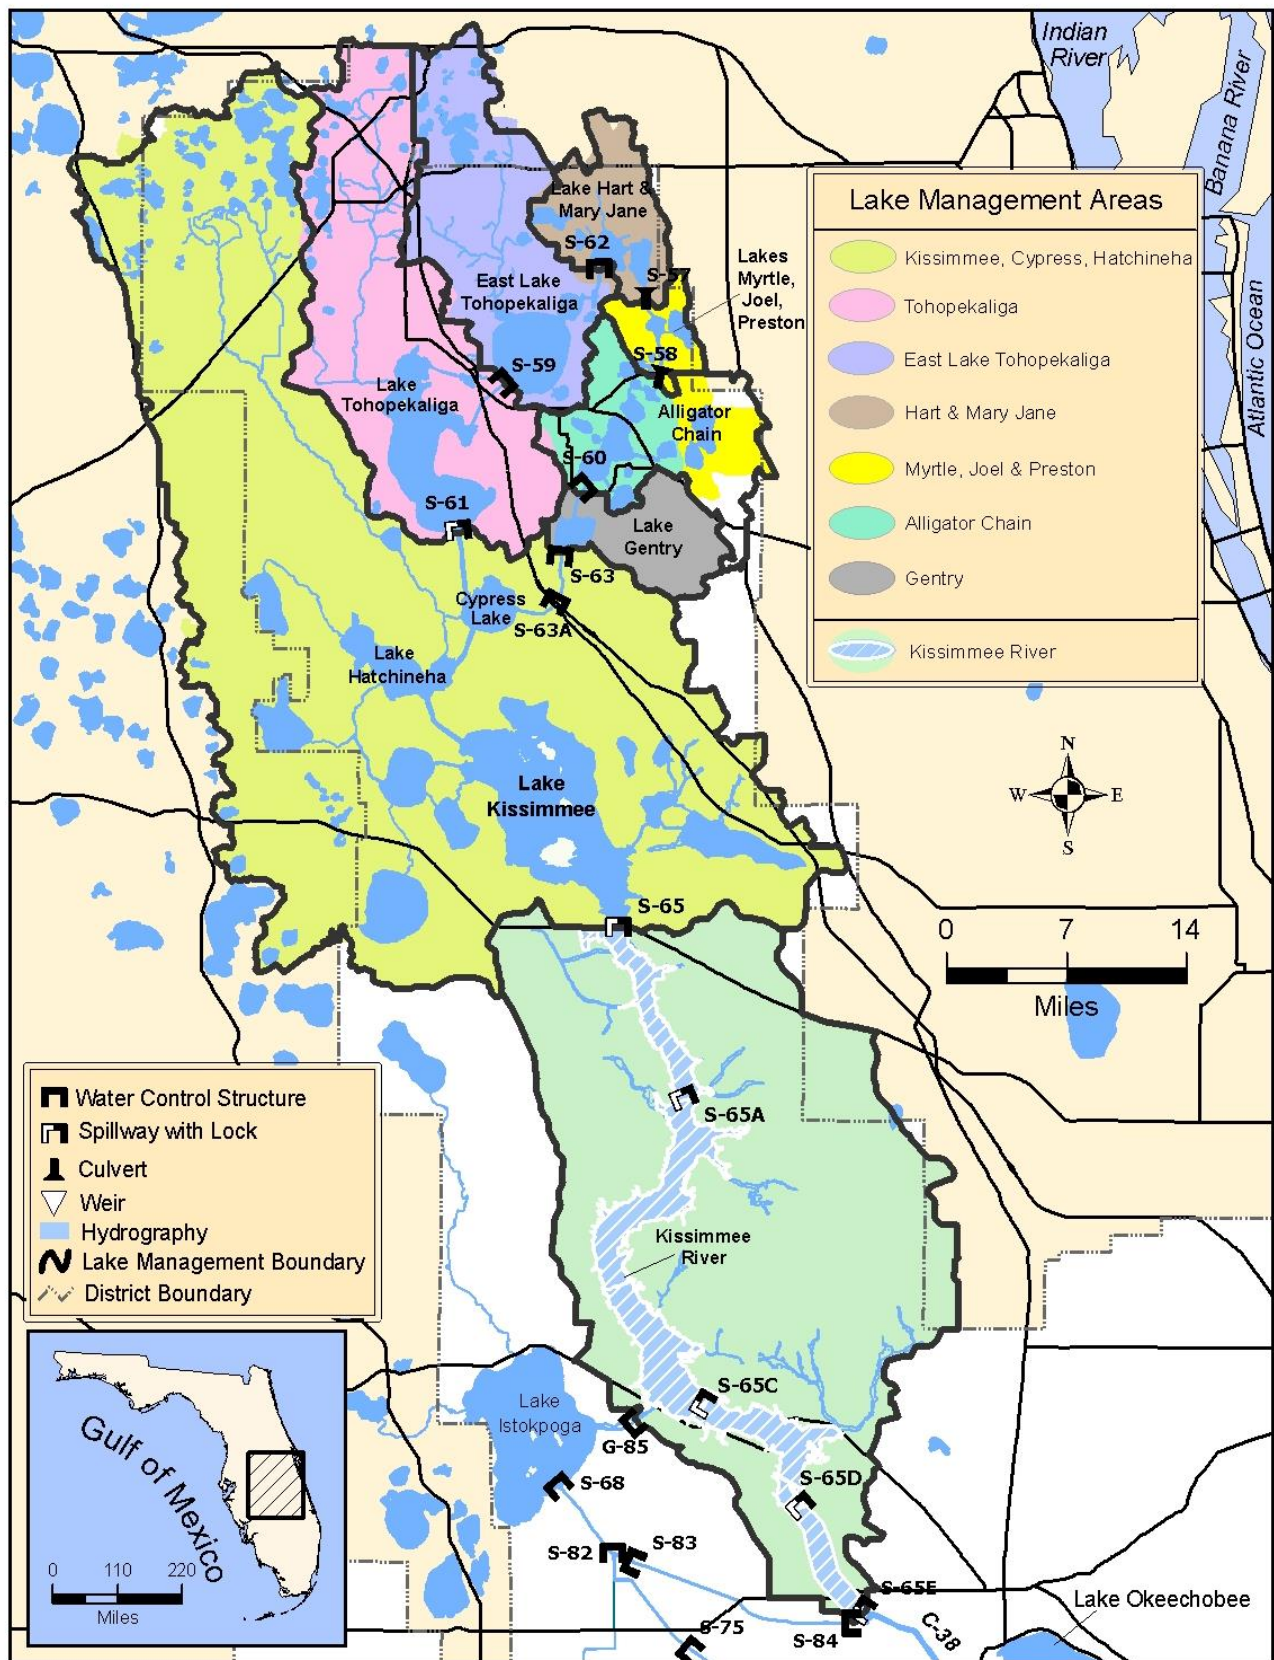 Indian
River
Banana River
Atlantic Ocean
Lake Management Areas
Kissimmee, Cypress, Hatchineha
Tohopekaliga
East Lake Tohopekaliga
Hart & Mary Jane
Myrtle, Joel & Preston
Alligator Chain
Gentry
Kissimmee River
Lake Hart &
Mary Jane
S-62
S-57
Lakes
Myrtle,
Joel,
Preston
East Lake
Tohopekaliga
S-59
S-58
Lake
Tohopekaliga
Alligator
Chain
S-60
S-61
Lake
Gentry
S-63
Cypress
Lake
S-63A
Lake
Hatchineha
Lake
Kissimmee
N
W
E
S
S-65
0 7 14
Miles
S-65A
Kissimmee
River
Water Control Structure
Spillway with Lock
Culvert
Weir
Hydrography
Lake Management Boundary
District Boundary
Gulf of Mexico
0 110 220
Miles
Lake
Istokpoga
S-65C
G-85
S-68
S-65D
S-82
S-83
S-65E
S-84
S-75
C-38
Lake Okeechobee